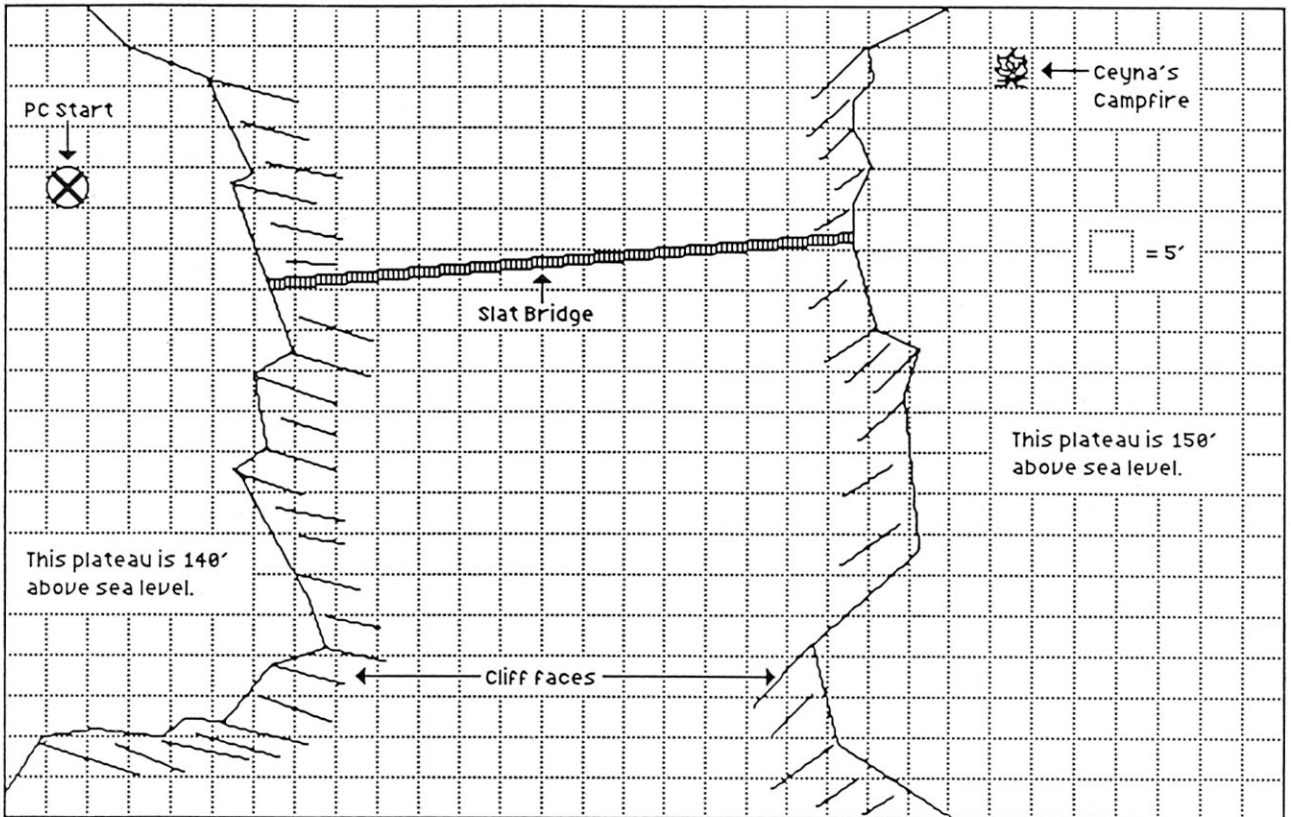 PC Start
Ceyna's
Campfire
= 5'
Slat Bridge
This plateau is 150'
above sea level.
This plateau is 140'
above sea level.
Cliff faces